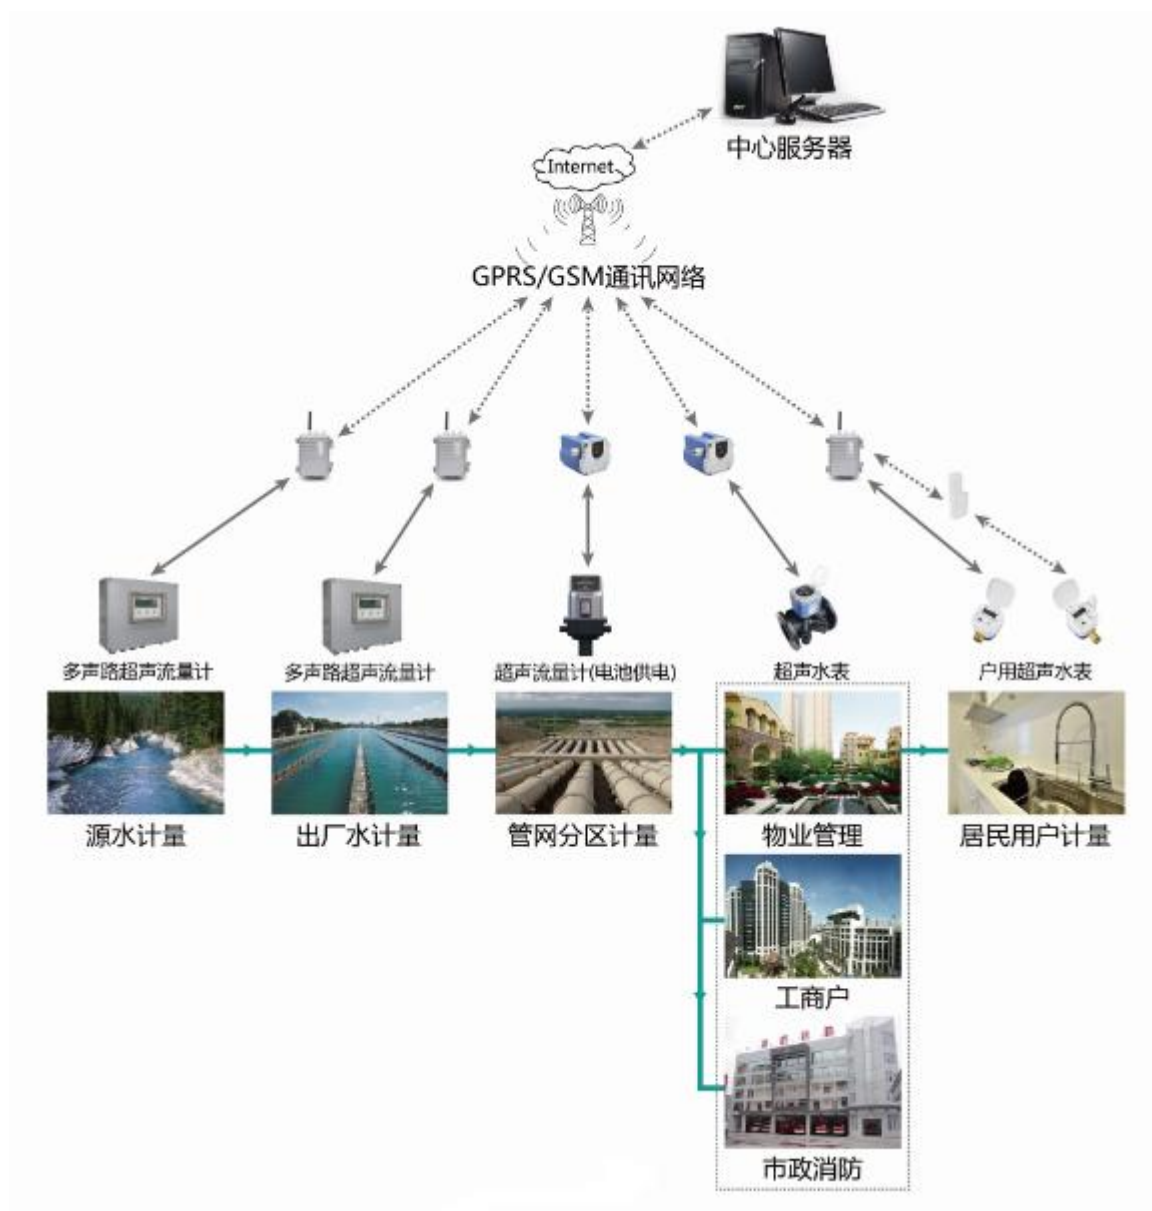 中心服务器
Internet
GPRS/GSM通讯网络
多声路超声流量计
多声路超声流量计
超声流量计(电池供电)
超声水表
户用超声水表
源水计量
出厂水计量
管网分区计量
物业管理
居民用户计量
工商户
市政消防